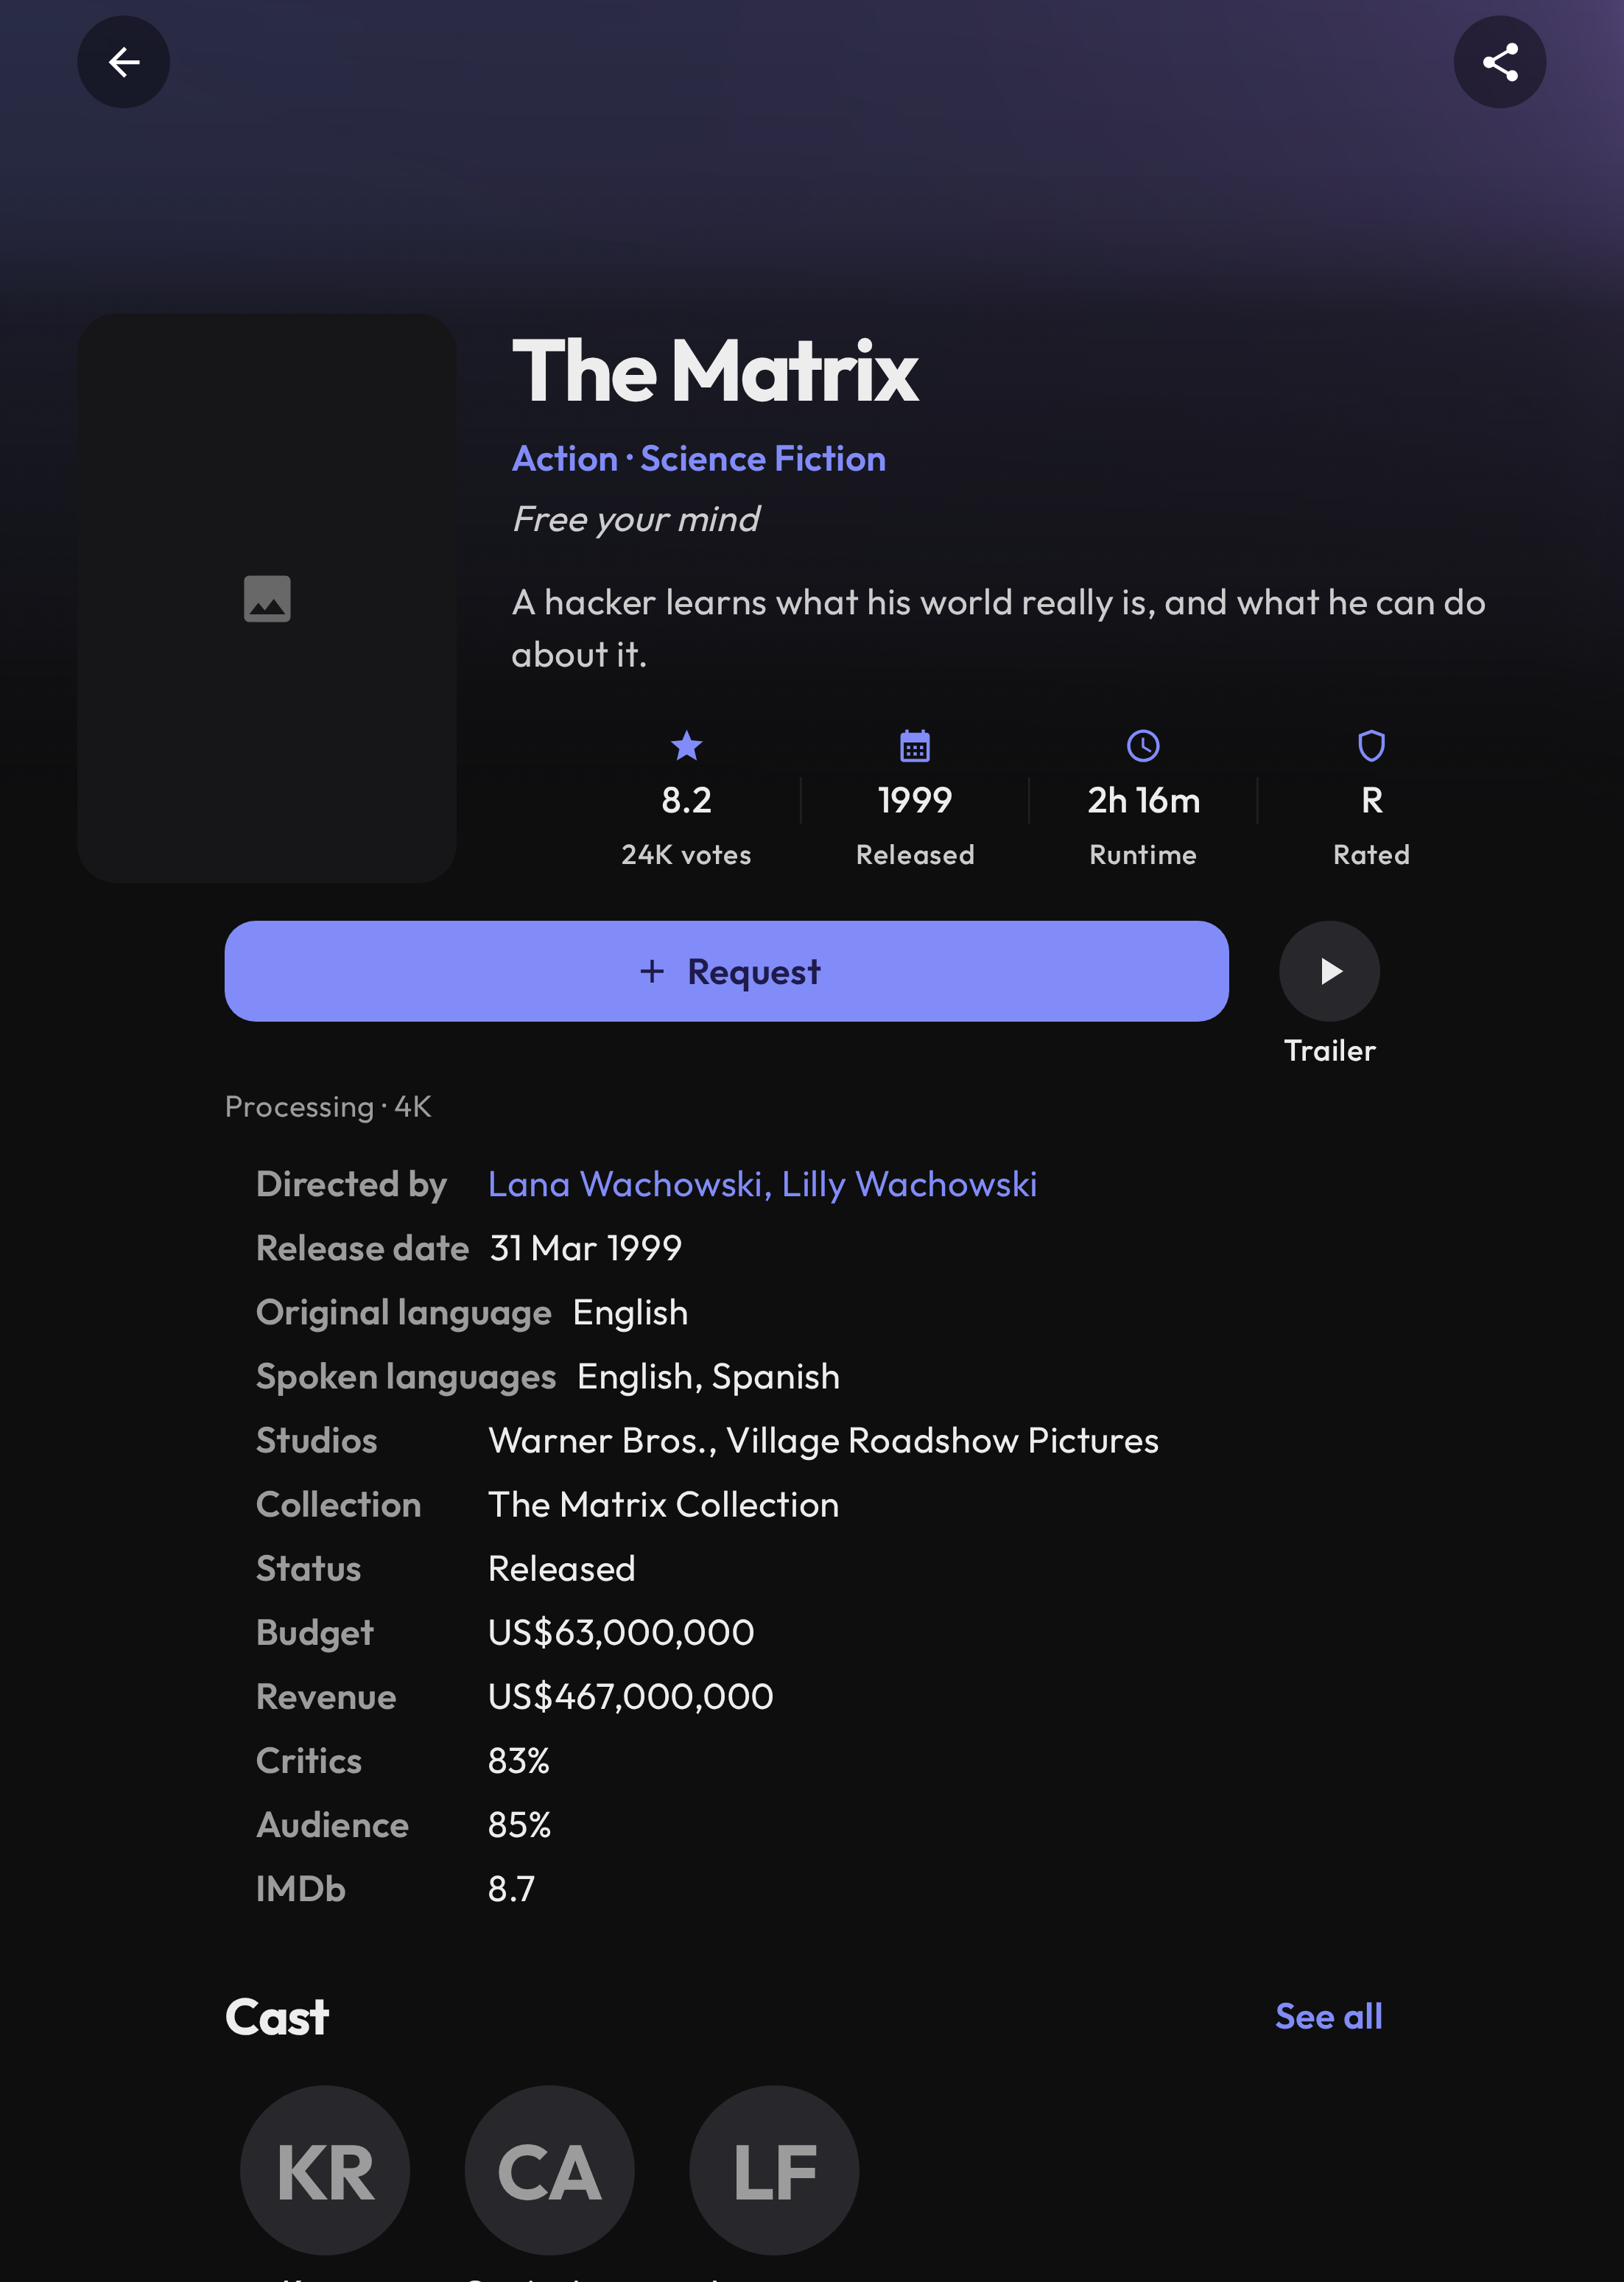 The Matrix
Action · Science Fiction
Free your mind
A hacker learns what his world really is, and what he can do
about it.
8.2
1999
2h 16m
R
24K votes
Released
Runtime
Rated
+ Request
Trailer
Processing · 4K
Directed by Lana Wachowski, Lilly Wachowski
Release date 31 Mar 1999
Original language English
Spoken languages English, Spanish
Studios Warner Bros., Village Roadshow Pictures
Collection The Matrix Collection
Status Released
Budget US$63,000,000
Revenue US$467,000,000
Critics 83%
Audience 85%
IMDb 8.7
Cast
See all
KR
CA
LF